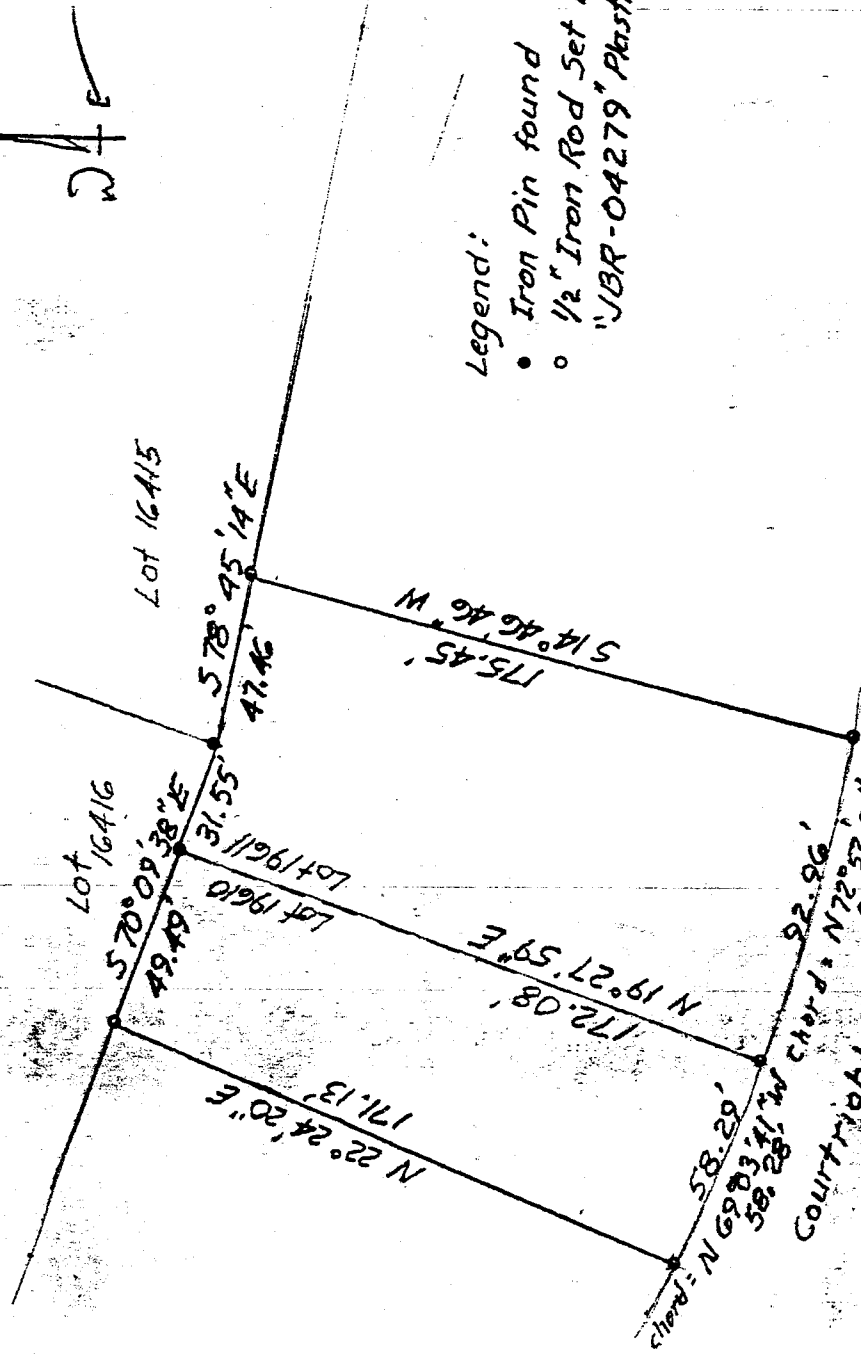 W E
Legend:
• Iron Pin found
o 1/2" Iron Rod Set
"JBR-04279" Plasti
Lot 16415
Lot
16416
S 78° 45' 14" E
47.46'
S 70° 09' 38" E
49.49'
31.55'
Lot 19611
Lot 19610
S 14° 46' 46" W
175.45'
N 19° 27' 59" E
172.08'
N 22° 24' 20" E
171.13'
58.29'
92.96'
chord = N 69° 03' 41" W
58.28'
chord = N 72° 52'
Courtright